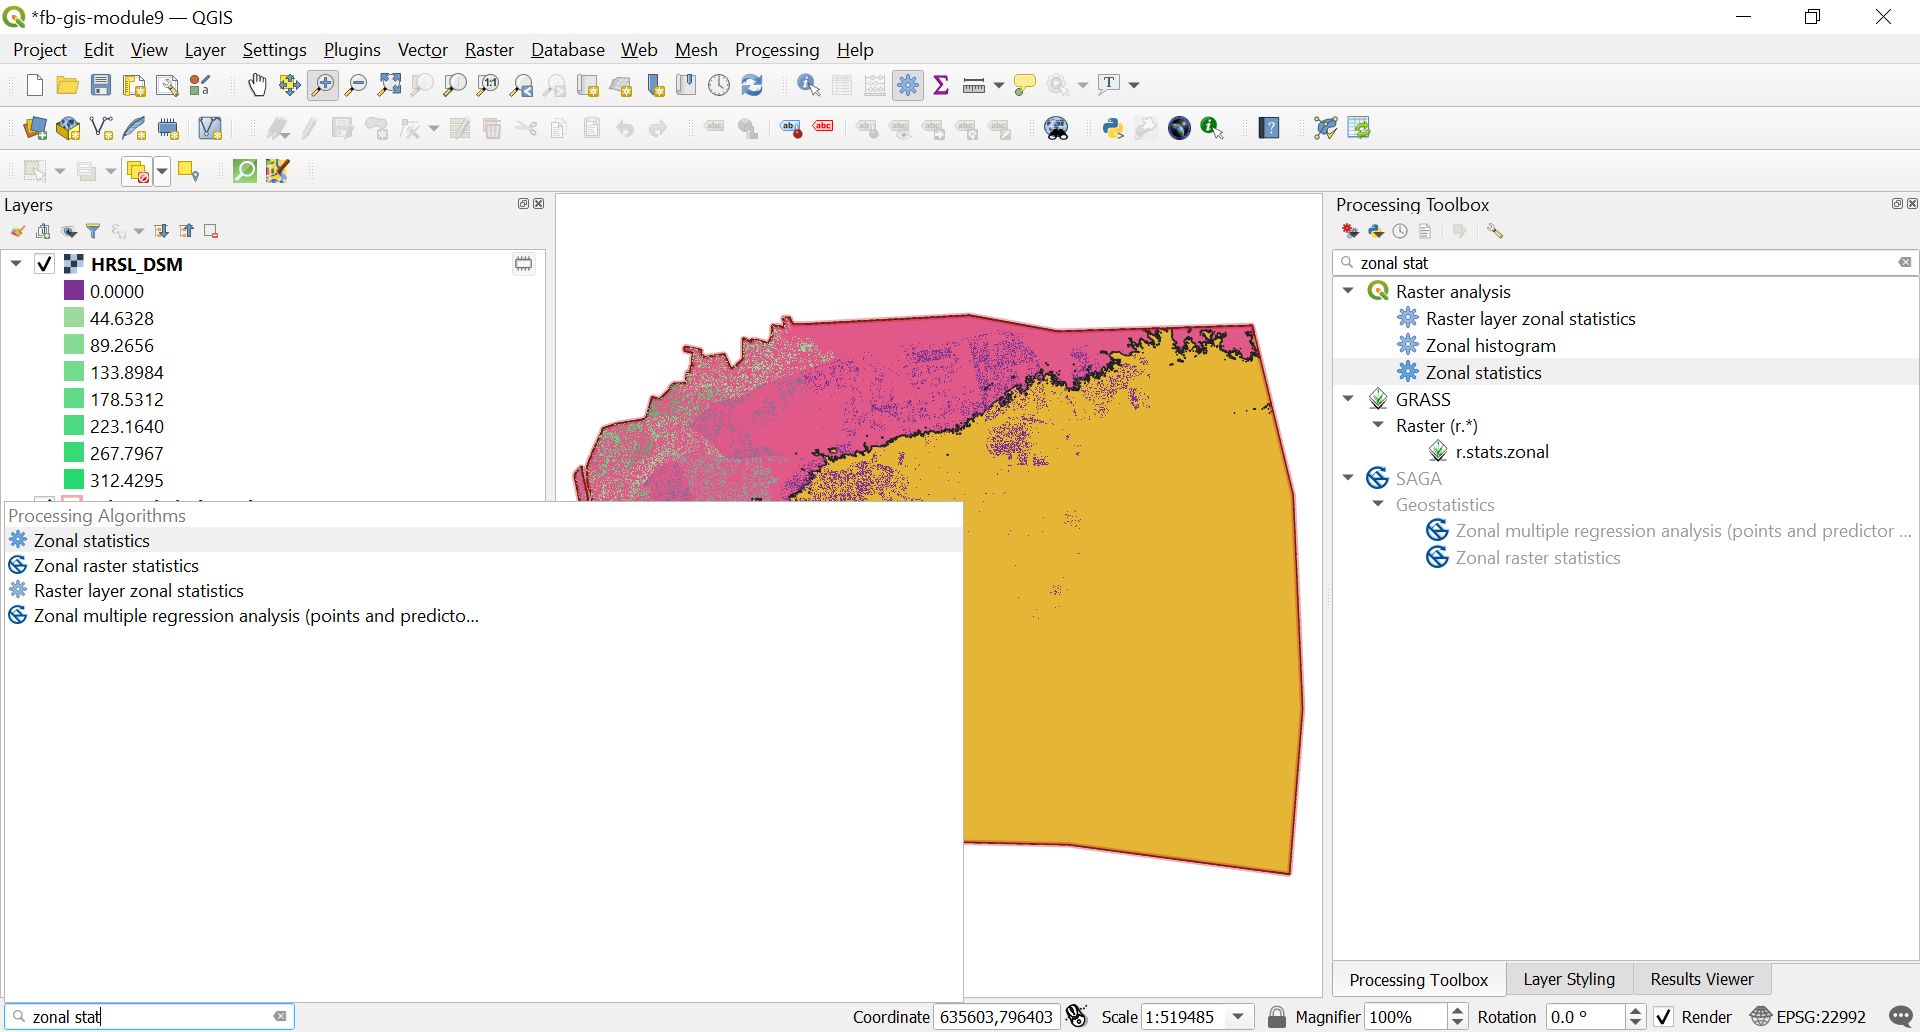 *fb-gis-module9 — QGIS
Project Edit View Layer Settings Plugins Vector Raster Database Web Mesh Processing Help
Layers
HRSL_DSM
0.0000
44.6328
89.2656
133.8984
178.5312
223.1640
267.7967
312.4295
Processing Algorithms
Zonal statistics
Zonal raster statistics
Raster layer zonal statistics
Zonal multiple regression analysis (points and predicto...
Processing Toolbox
zonal stat
Raster analysis
Raster layer zonal statistics
Zonal histogram
Zonal statistics
GRASS
Raster (r.*)
r.stats.zonal
SAGA
Geostatistics
Zonal multiple regression analysis (points and predictor ...
Zonal raster statistics
Processing Toolbox Layer Styling Results Viewer
zonal stat
Coordinate 635603,796403 Scale 1:519485 Magnifier 100% Rotation 0.0 ° Render EPSG:22992